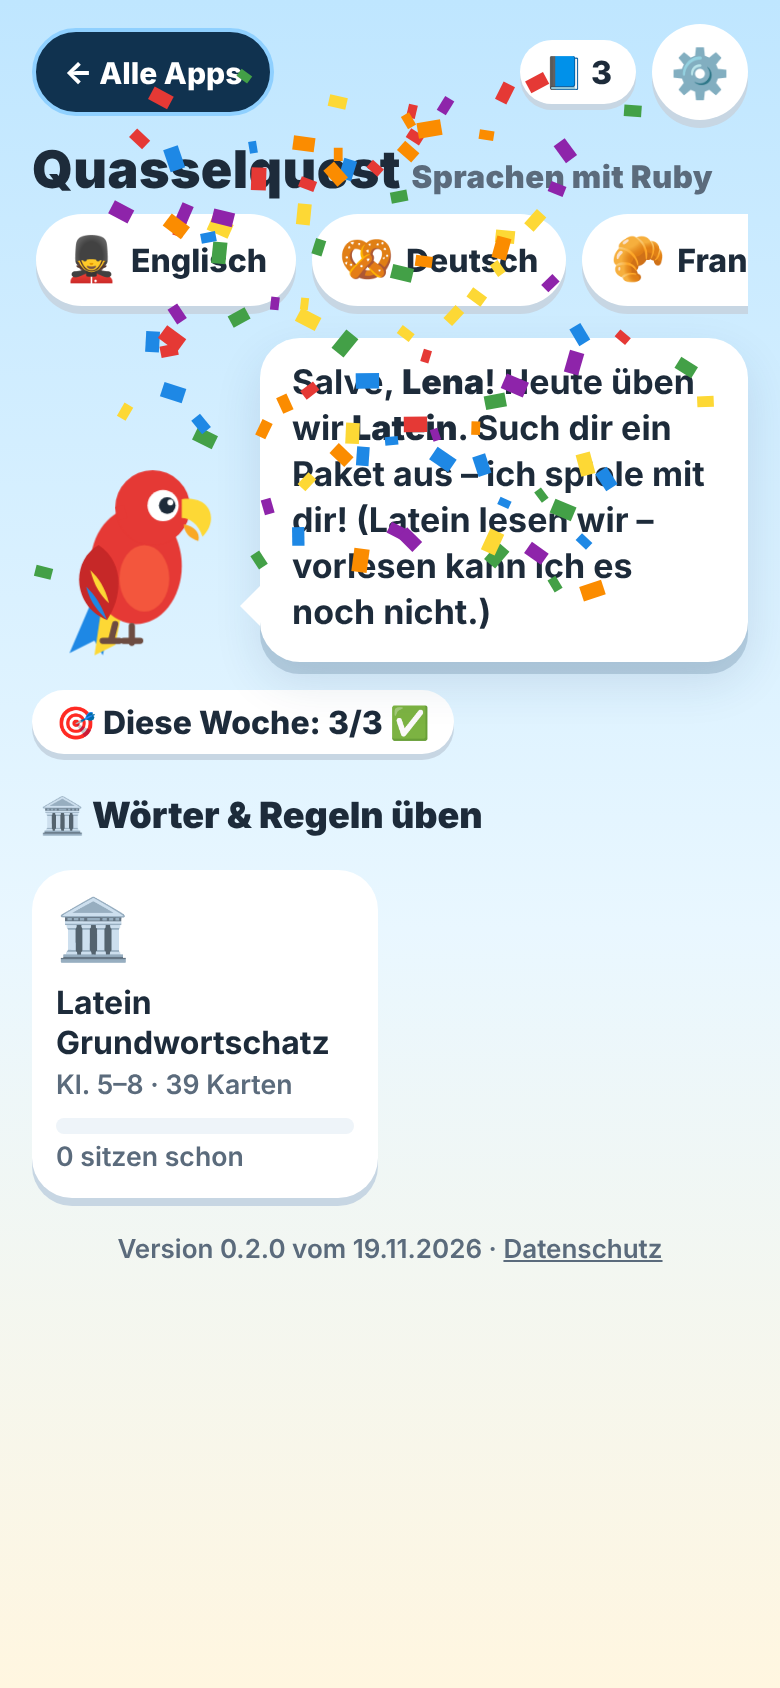 ← Alle Apps
3
Quasselquest Sprachen mit Ruby
Englisch
Deutsch
Fran
Salve, Lena! Heute üben
wir Latein. Such dir ein
Paket aus – ich spiele mit
dir! (Latein lesen wir –
vorlesen kann ich es
noch nicht.)
Diese Woche: 3/3
Wörter & Regeln üben
Latein
Grundwortschatz
Kl. 5–8 · 39 Karten
0 sitzen schon
Version 0.2.0 vom 19.11.2026 · Datenschutz